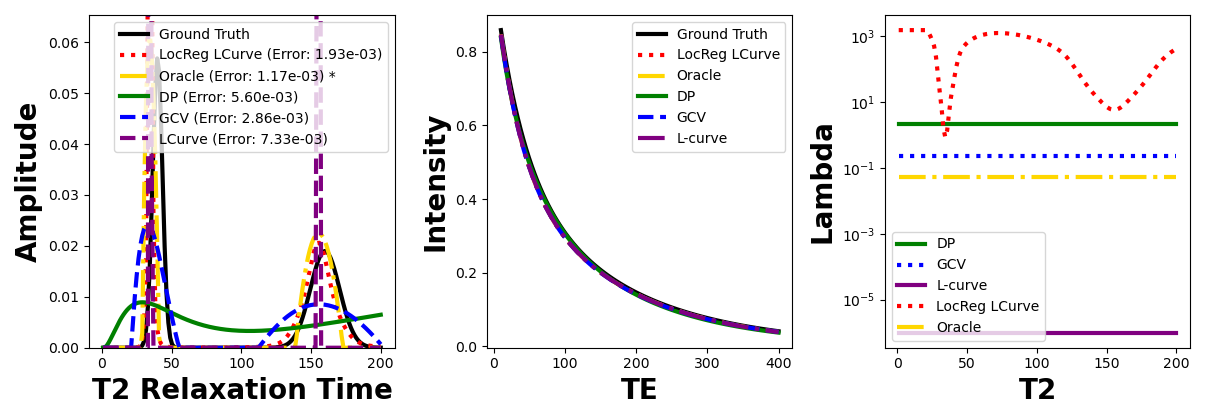 Amplitude
0.06
0.05
0.04
0.03
0.02
0.01
0.00
0 50 100 150 200
T2 Relaxation Time
Ground Truth
LocReg LCurve (Error: 1.93e-03)
Oracle (Error: 1.17e-03) *
DP (Error: 5.60e-03)
GCV (Error: 2.86e-03)
LCurve (Error: 7.33e-03)
Intensity
0.8
0.6
0.4
0.2
0.0
0 100 200 300 400
TE
Ground Truth
LocReg LCurve
Oracle
DP
GCV
L-curve
Lambda
10³
10¹
10⁻¹
10⁻³
10⁻⁵
0 50 100 150 200
T2
DP
GCV
L-curve
LocReg LCurve
Oracle